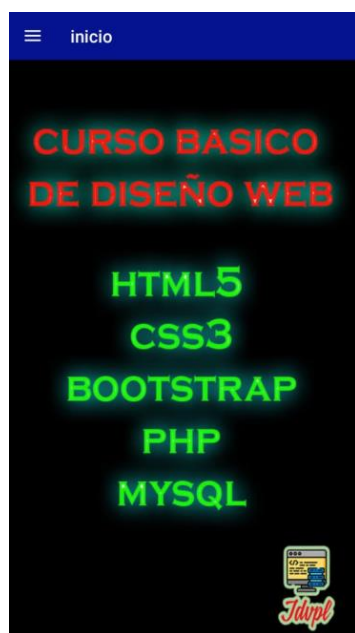 inicio
CURSO BASICO
DE DISEÑO WEB
HTML5
CSS3
BOOTSTRAP
PHP
MYSQL
Jdvpl